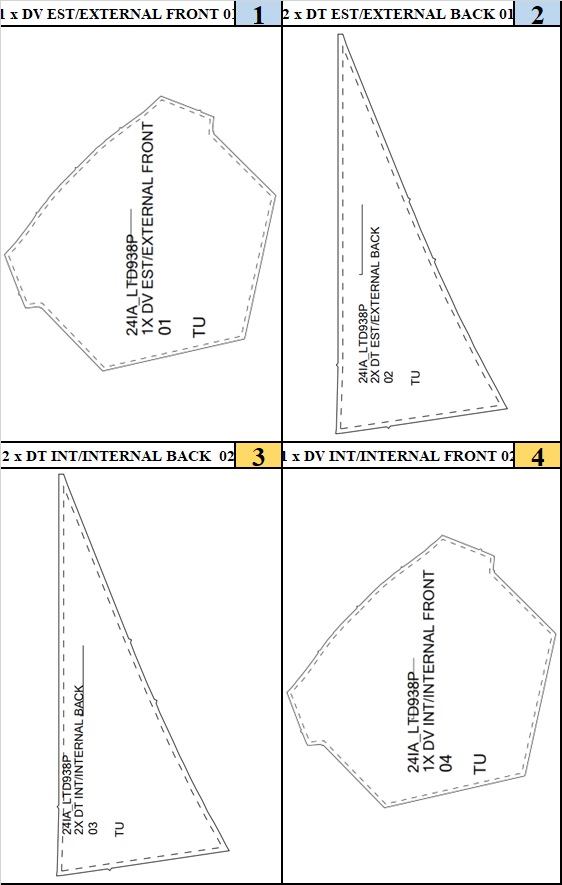 1 x DV EST/EXTERNAL FRONT 01
1
2 x DT EST/EXTERNAL BACK 01
2
24IA_LTD938P
1X DV EST/EXTERNAL FRONT
01
TU
24IA_LTD938P
2X DT EST/EXTERNAL BACK
02
TU
2 x DT INT/INTERNAL BACK 02
3
1 x DV INT/INTERNAL FRONT 02
4
24IA_LTD938P
2X DT INT/INTERNAL BACK
03
TU
24IA_LTD938P
1X DV INT/INTERNAL FRONT
04
TU